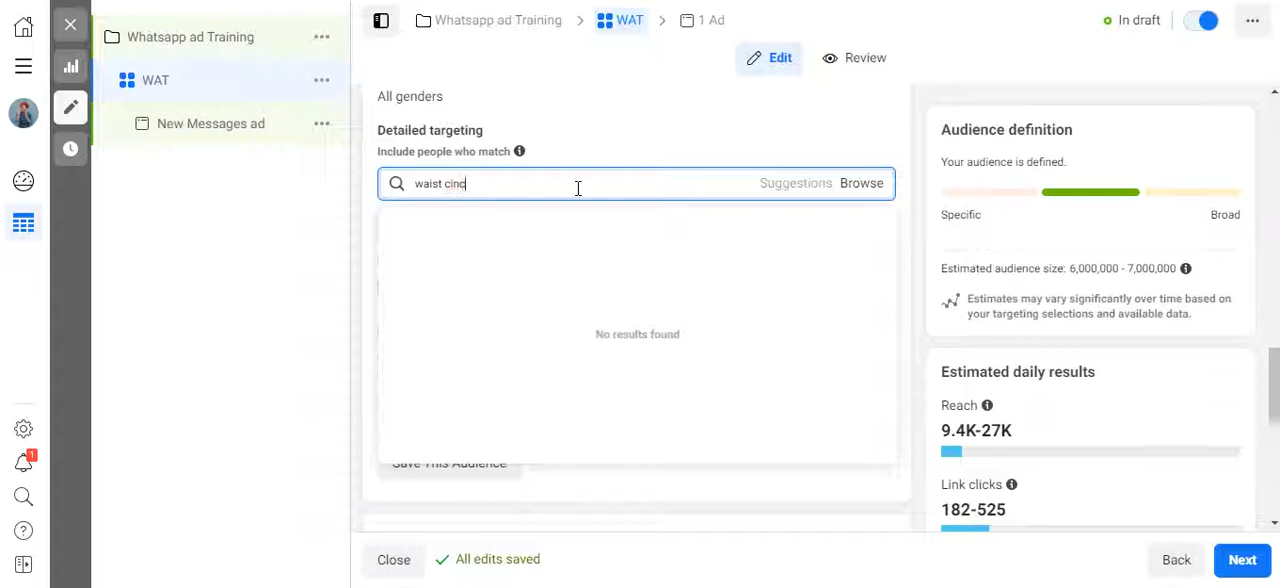 Whatsapp ad Training
WAT
New Messages ad
Whatsapp ad Training > WAT > 1 Ad
In draft
Edit
Review
All genders
Detailed targeting
Include people who match
waist cinc
Suggestions Browse
No results found
Save This Audience
Audience definition
Your audience is defined.
Specific Broad
Estimated audience size: 6,000,000 - 7,000,000
Estimates may vary significantly over time based on
your targeting selections and available data.
Estimated daily results
Reach
9.4K-27K
Link clicks
182-525
1
Close
All edits saved
Back
Next